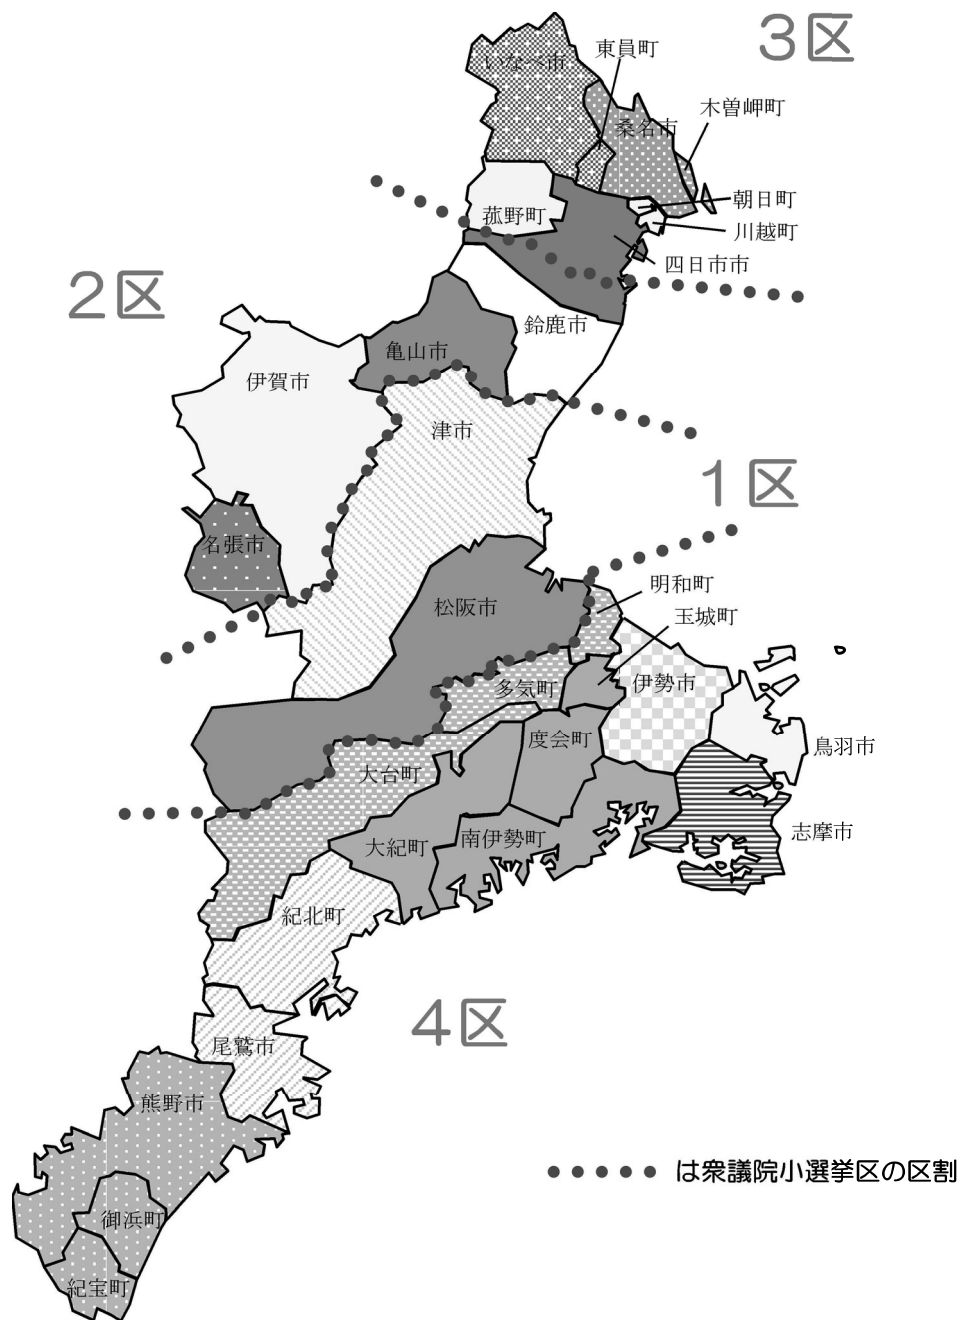 3区
東員町
いなべ市
木曽岬町
桑名市
朝日町
菰野町
川越町
四日市市
2区
鈴鹿市
亀山市
伊賀市
津市
1区
名張市
明和町
松阪市
玉城町
多気町
伊勢市
度会町
鳥羽市
大台町
志摩市
南伊勢町
大紀町
紀北町
4区
尾鷲市
熊野市
は衆議院小選挙区の区割
御浜町
紀宝町